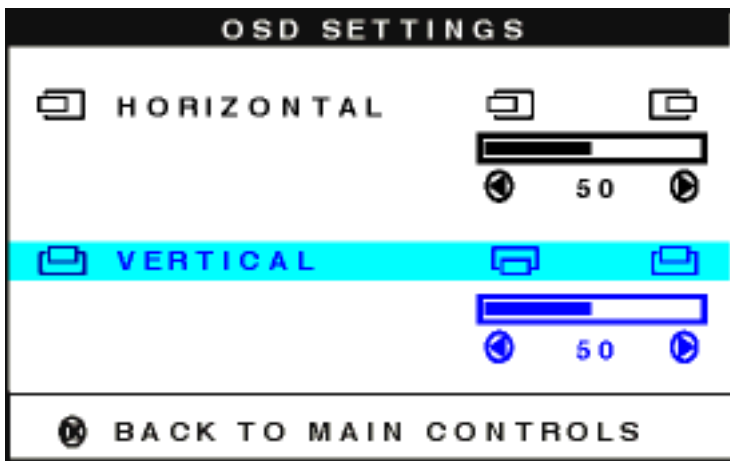 OSD SETTINGS
HORIZONTAL
50
VERTICAL
50
BACK TO MAIN CONTROLS